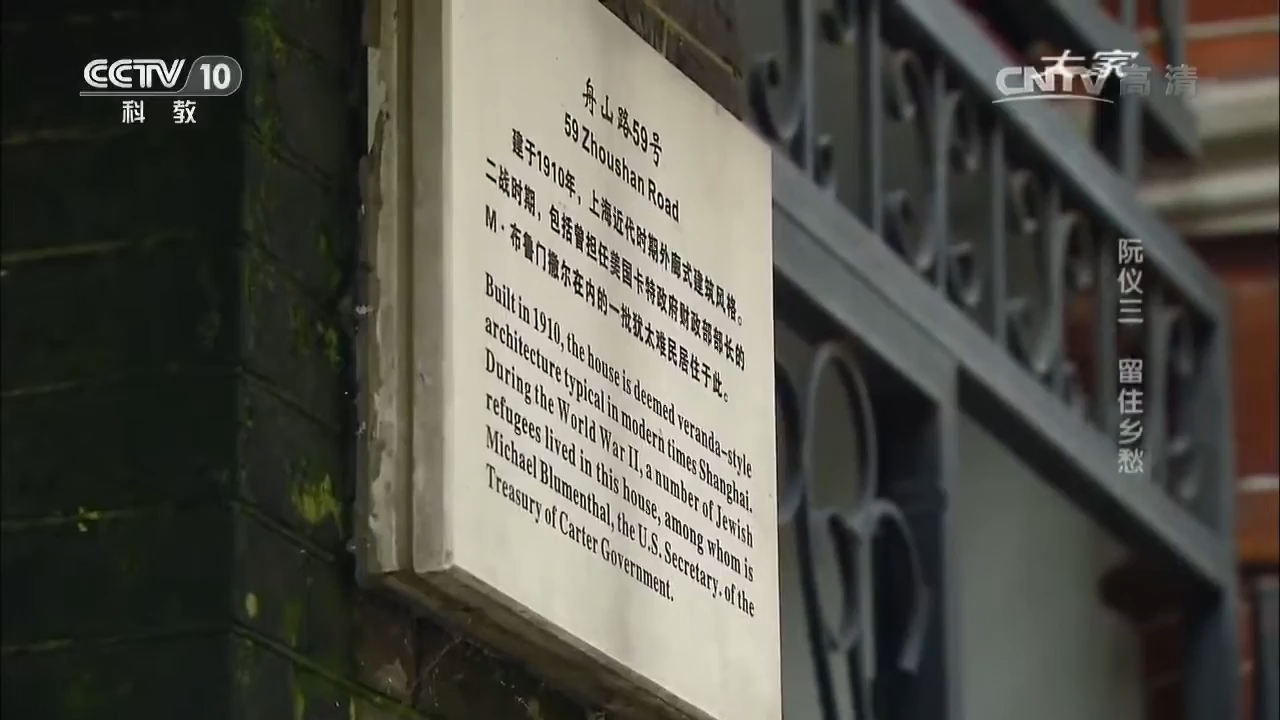 CCTV 10
科教
大家
CNTV高清
舟山路59号
59 Zhoushan Road
建于1910年，上海近代时期外廊式建筑风格。
二战时期，包括曾担任美国卡特政府财政部部长的
M·布鲁门撒尔在内的一批犹太难民居住于此。
Built in 1910, the house is deemed veranda-style
architecture typical in modern times Shanghai.
During the World War II, a number of Jewish
refugees lived in this house, among whom is
Michael Blumenthal, the U.S. Secretary. of the
Treasury of Carter Government.
阮仪三 留住乡愁